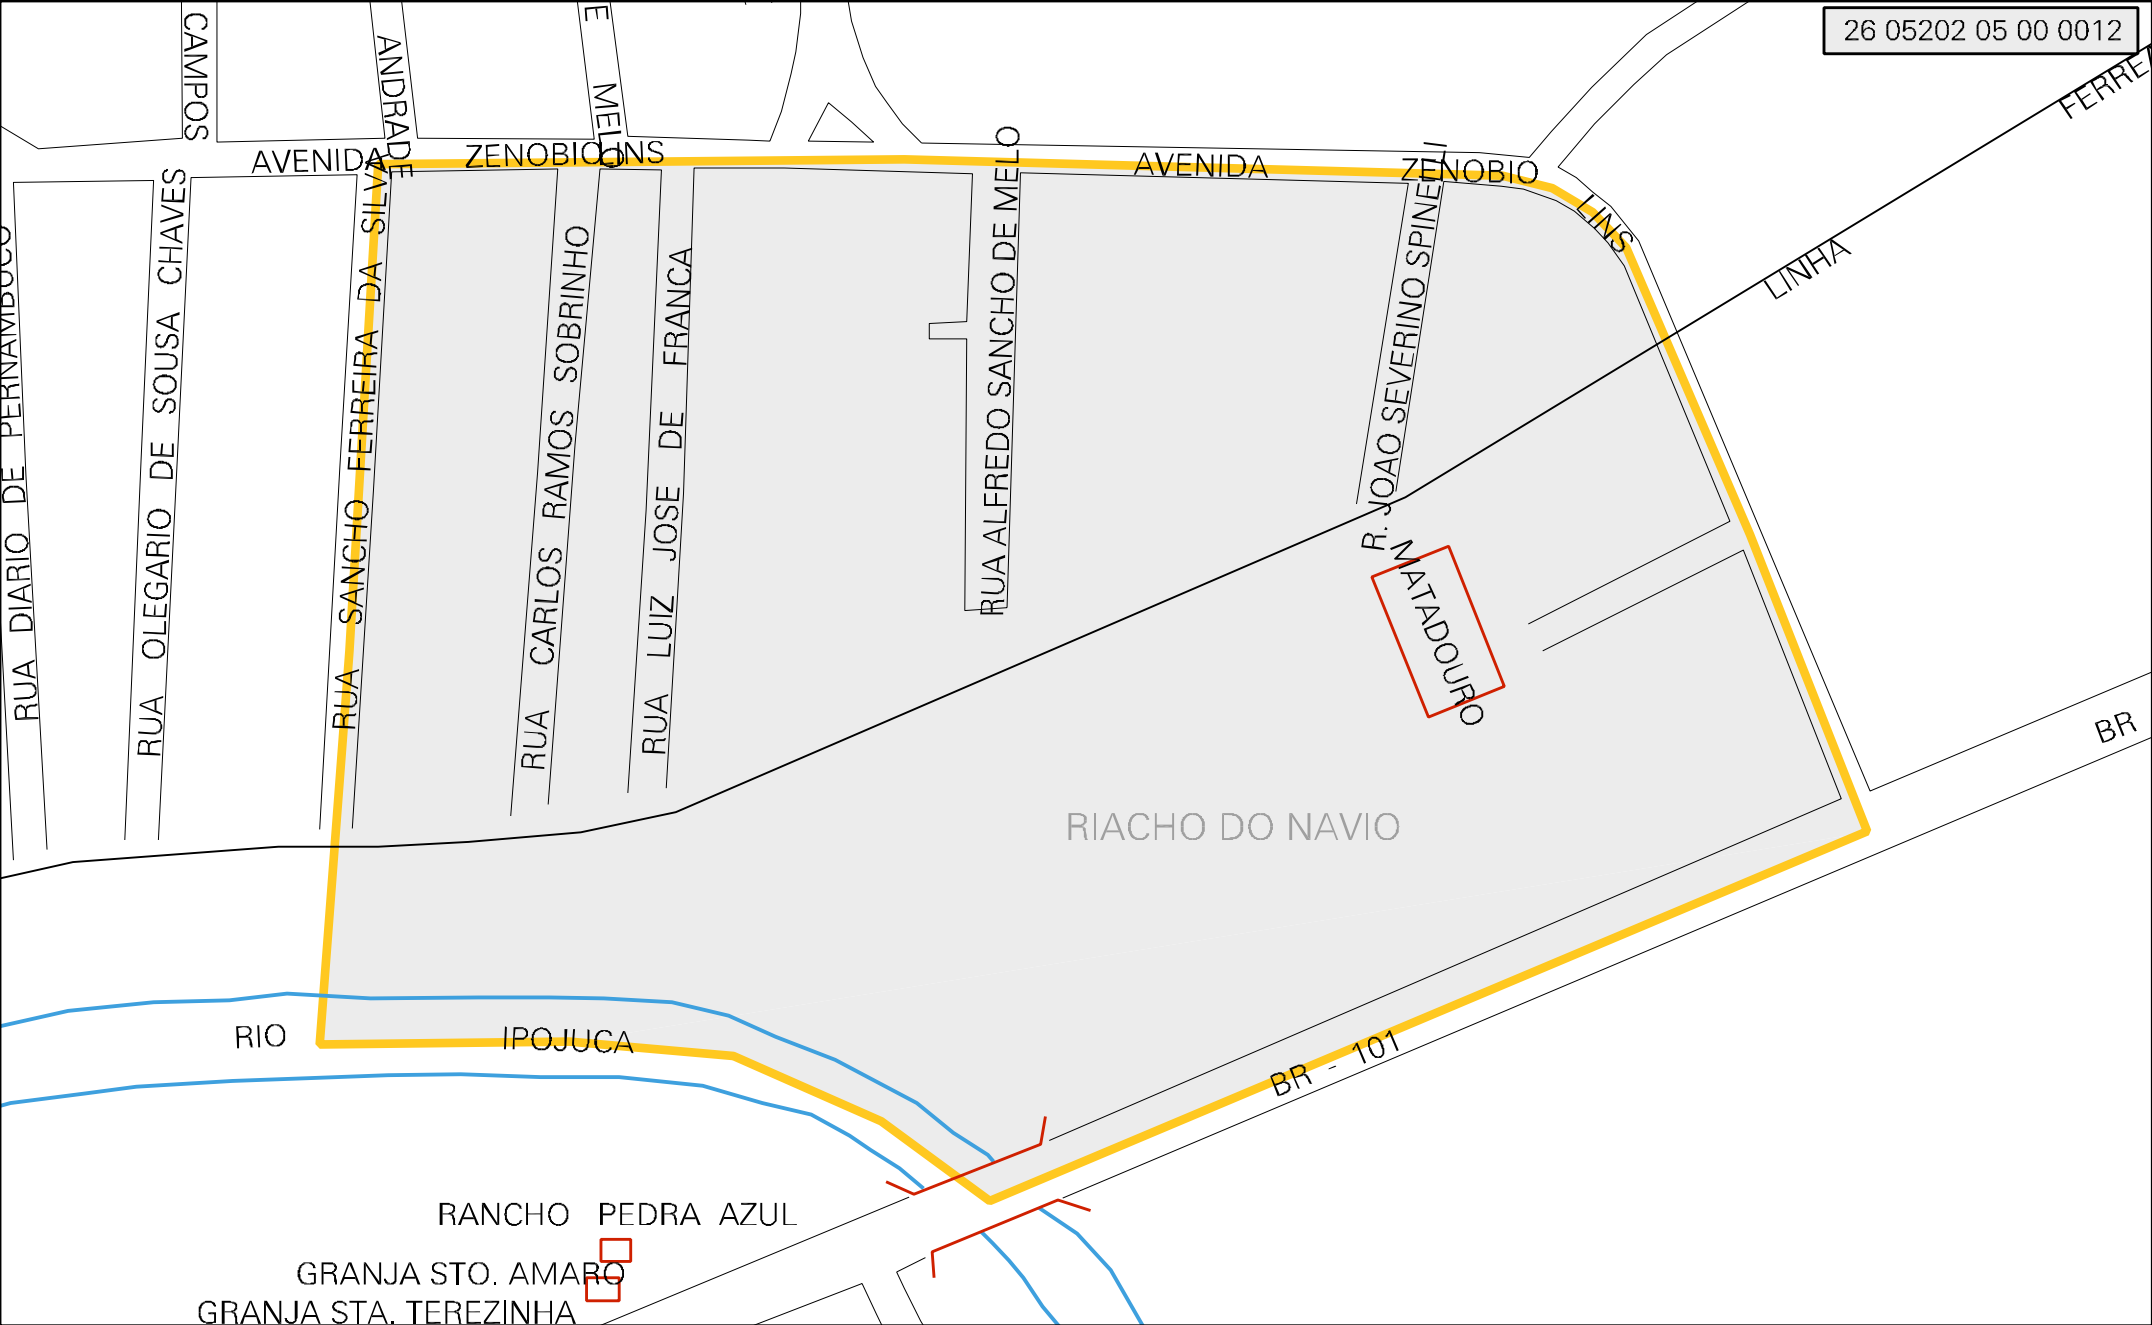 26 05202 05 00 0012
CAMPOS
ANDRADE
E MELO
AVENIDA ZENOBIO LINS
AVENIDA ZENOBIO LINS
LINHA
RUA DIARIO DE PERNAMBUCO
RUA OLEGARIO DE SOUSA CHAVES
RUA SANCHO FERREIRA DA SILVA
RUA CARLOS RAMOS SOBRINHO
RUA LUIZ JOSE DE FRANCA
RUA ALFREDO SANCHO DE MELO
R. JOAO SEVERINO SPINELLI
MATADOURO
RIACHO DO NAVIO
BR
BR - 101
RIO IPOJUCA
RANCHO PEDRA AZUL
GRANJA STO. AMARO
GRANJA STA. TEREZINHA